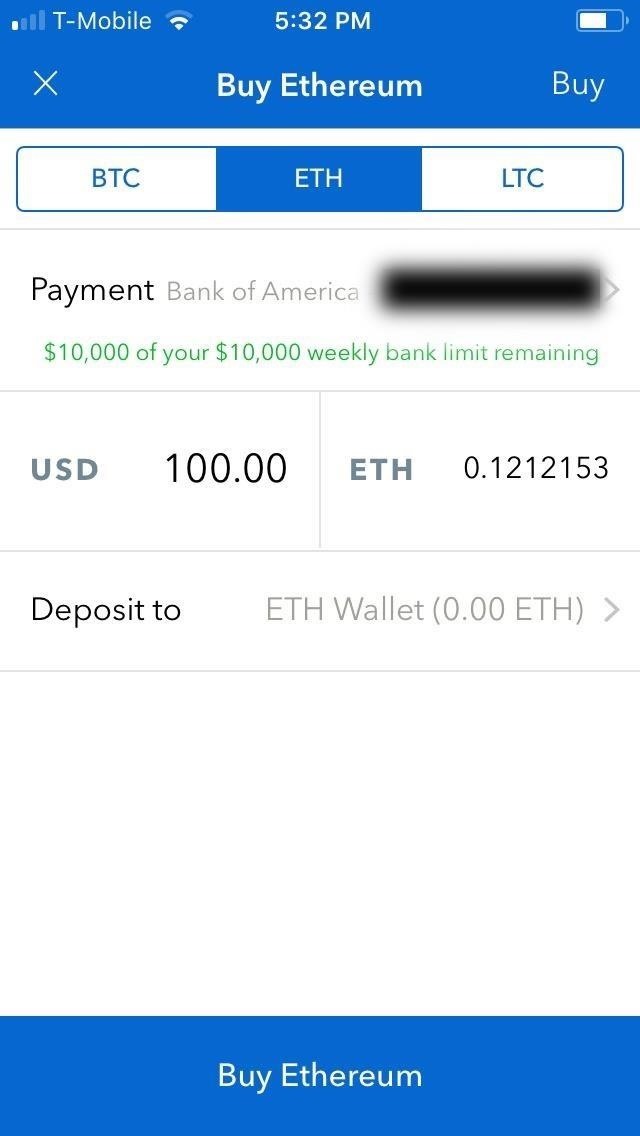 T-Mobile 5:32 PM
Buy Ethereum Buy
BTC ETH LTC
Payment Bank of America
$10,000 of your $10,000 weekly bank limit remaining
USD 100.00 ETH 0.1212153
Deposit to ETH Wallet (0.00 ETH)
Buy Ethereum